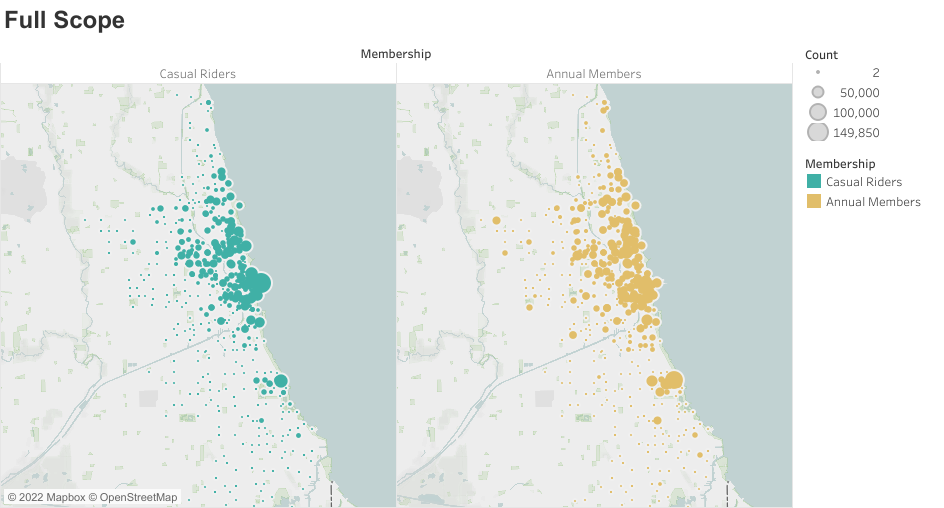 Full Scope
Membership
Casual Riders
Annual Members
Count
2
50,000
100,000
149,850
Membership
Casual Riders
Annual Members
© 2022 Mapbox © OpenStreetMap